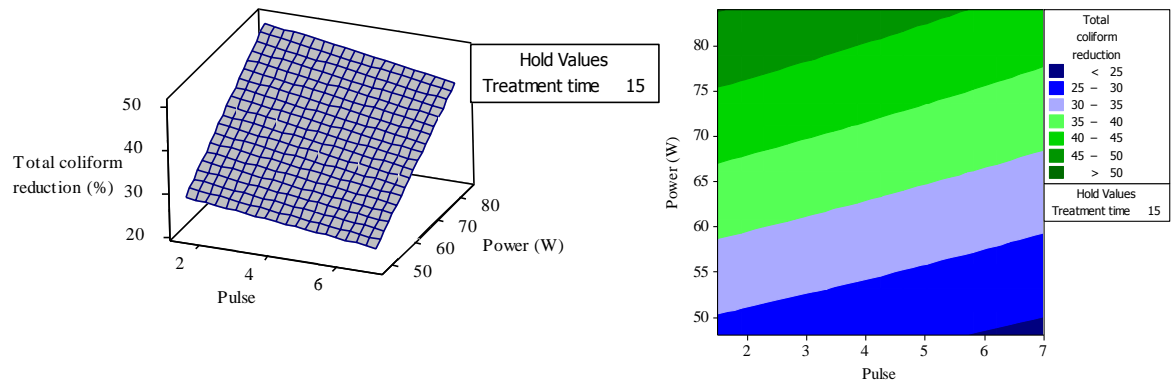 Hold Values
Treatment time 15
50
40
30
20
Total coliform
reduction (%)
2
4
6
Pulse
50
60
70
80
Power (W)
80
75
70
65
60
55
50
Power (W)
2
3
4
5
6
7
Pulse
Total
coliform
reduction
< 25
25 – 30
30 – 35
35 – 40
40 – 45
45 – 50
> 50
Hold Values
Treatment time 15